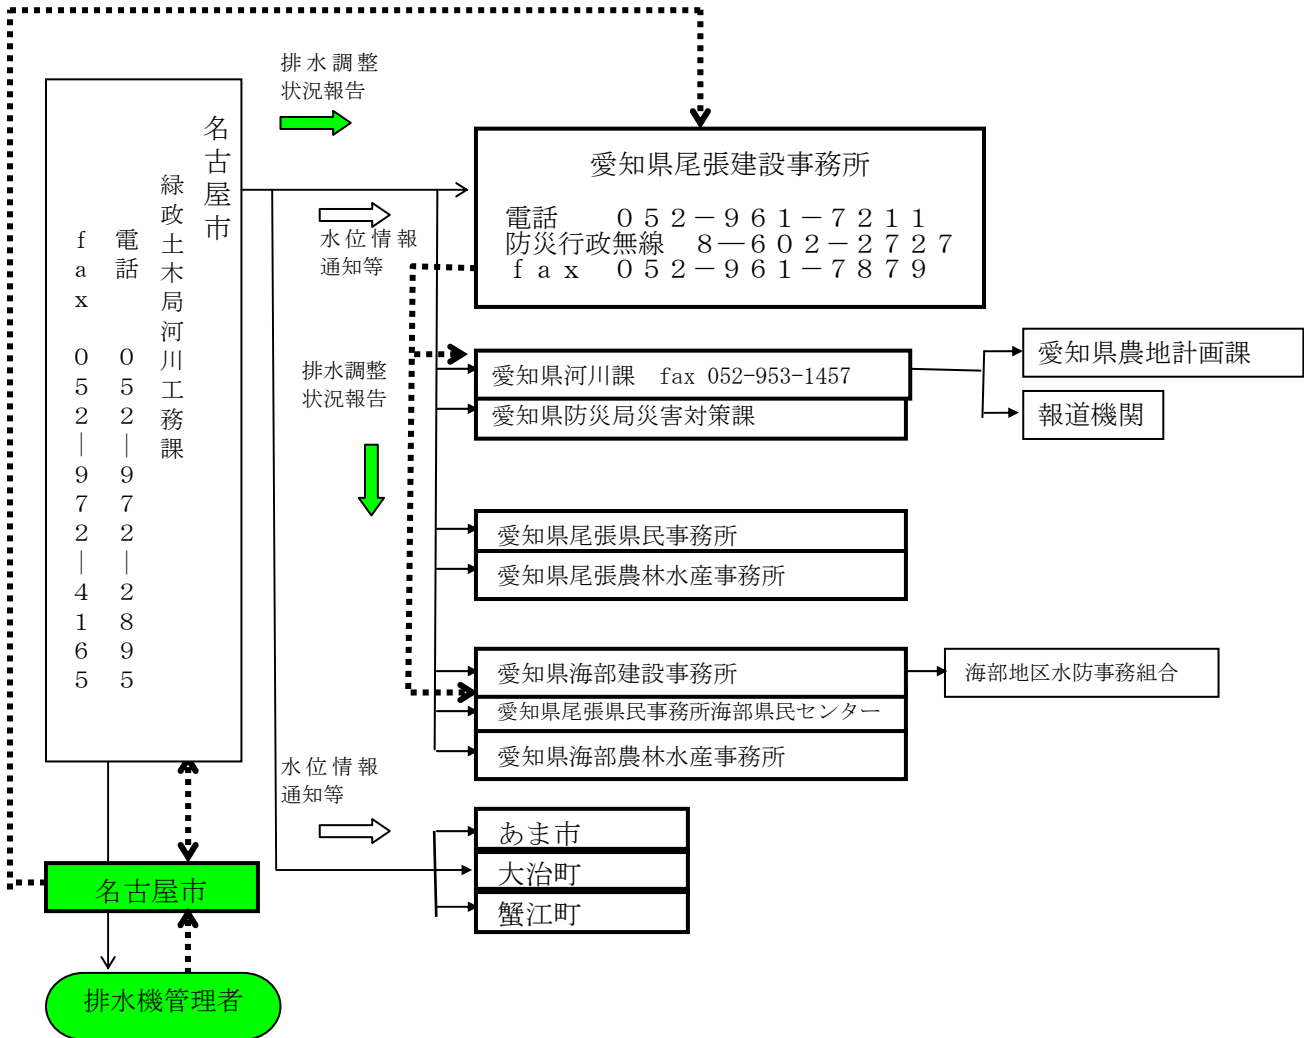 排水調整
状況報告
名古屋市
緑政土木局河川工務課
電話 ０５２―９７２―２８９５
ｆａｘ ０５２―９７２―４１６５
愛知県尾張建設事務所
電話 ０５２－９６１－７２１１
防災行政無線 ８―６０２－２７２７
ｆａｘ ０５２－９６１－７８７９
水位情報
通知等
排水調整
状況報告
愛知県河川課 fax 052-953-1457
愛知県防災局災害対策課
愛知県農地計画課
報道機関
愛知県尾張県民事務所
愛知県尾張農林水産事務所
愛知県海部建設事務所
愛知県尾張県民事務所海部県民センター
愛知県海部農林水産事務所
海部地区水防事務組合
水位情報
通知等
あま市
大治町
蟹江町
名古屋市
排水機管理者